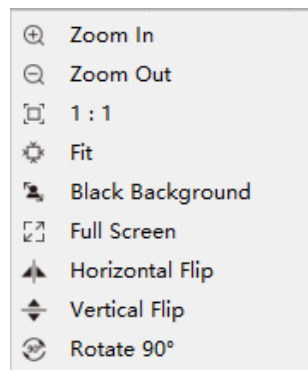 Zoom In
Zoom Out
1 : 1
Fit
Black Background
Full Screen
Horizontal Flip
Vertical Flip
Rotate 90°